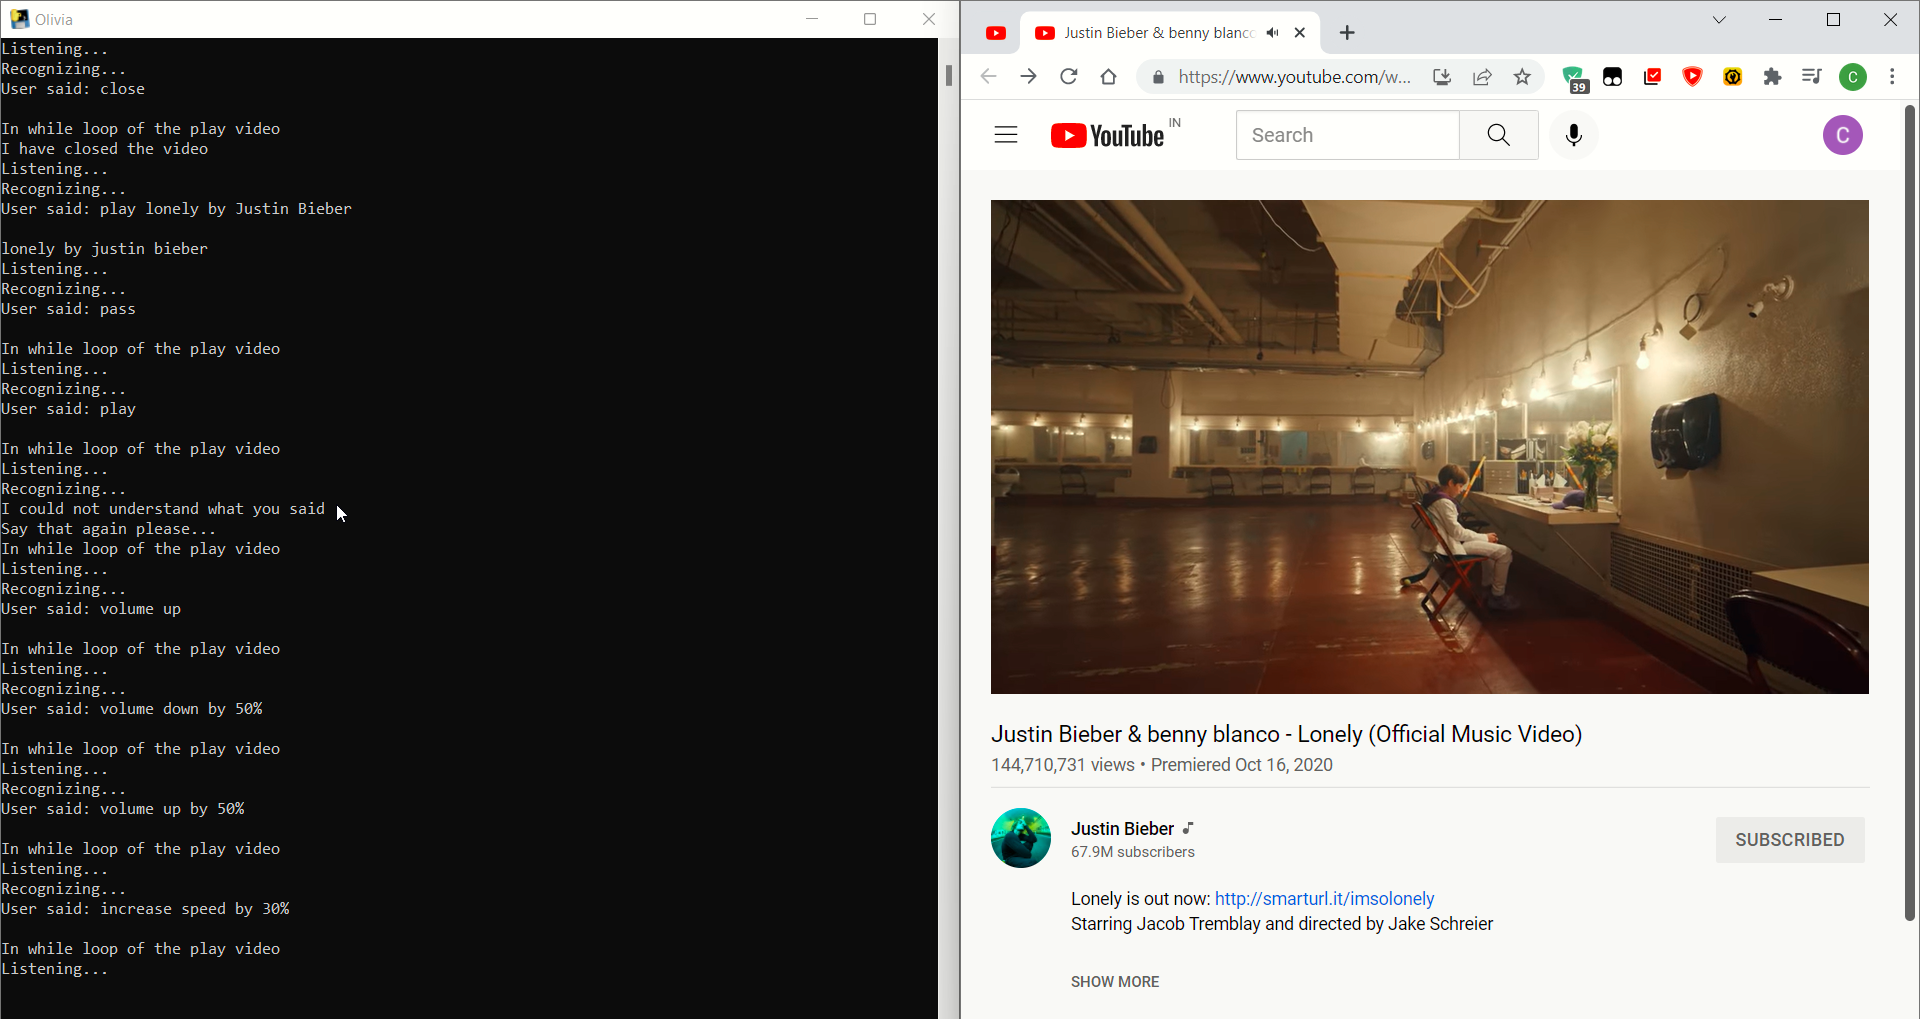 Olivia
Listening...
Recognizing...
User said: close
In while loop of the play video
I have closed the video
Listening...
Recognizing...
User said: play lonely by Justin Bieber
lonely by justin bieber
Listening...
Recognizing...
User said: pass
In while loop of the play video
Listening...
Recognizing...
User said: play
In while loop of the play video
Listening...
Recognizing...
I could not understand what you said
Say that again please...
In while loop of the play video
Listening...
Recognizing...
User said: volume up
In while loop of the play video
Listening...
Recognizing...
User said: volume down by 50%
In while loop of the play video
Listening...
Recognizing...
User said: volume up by 50%
In while loop of the play video
Listening...
Recognizing...
User said: increase speed by 30%
In while loop of the play video
Listening...
Justin Bieber & benny blanc
https://www.youtube.com/w...
39
C
YouTube IN
Search
C
Justin Bieber & benny blanco - Lonely (Official Music Video)
144,710,731 views • Premiered Oct 16, 2020
Justin Bieber
67.9M subscribers
SUBSCRIBED
Lonely is out now: http://smarturl.it/imsolonely
Starring Jacob Tremblay and directed by Jake Schreier
SHOW MORE